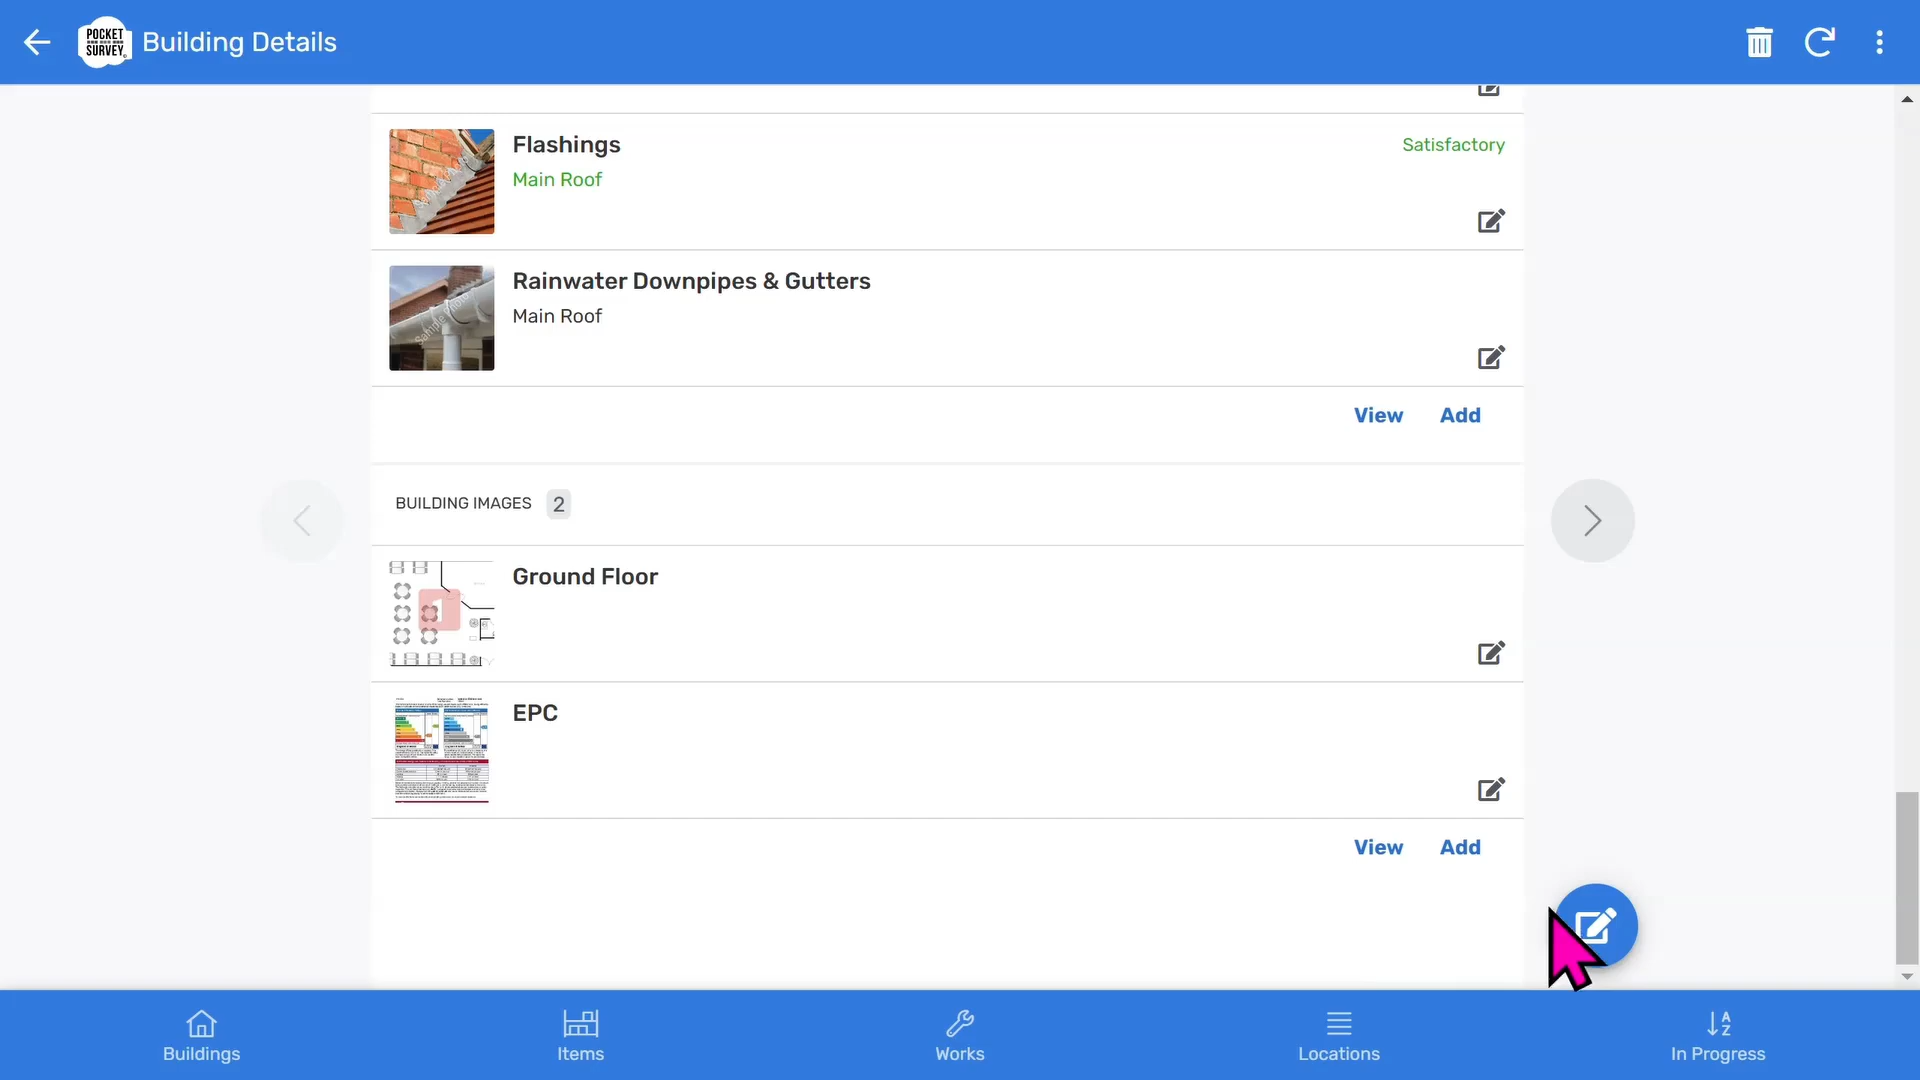 POCKET
SURVEY
Building Details
Flashings
Satisfactory
Main Roof
Rainwater Downpipes & Gutters
Main Roof
View Add
BUILDING IMAGES 2
Ground Floor
EPC
View Add
Buildings
Items
Works
Locations
A
Z
In Progress